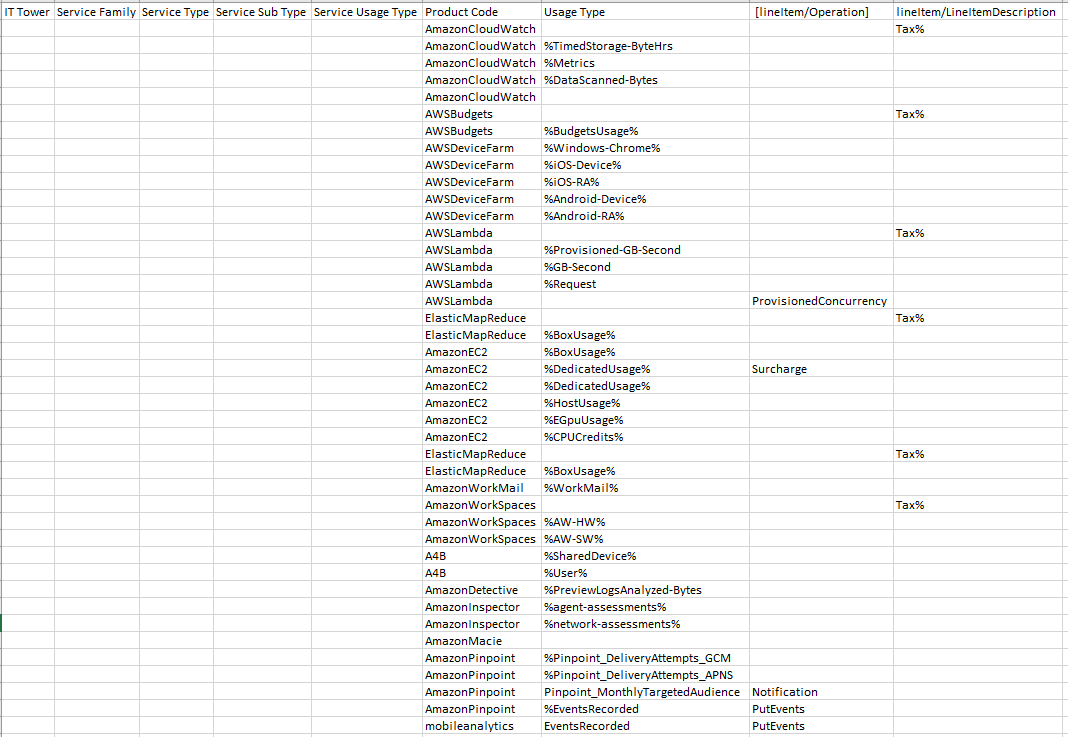 IT Tower Service Family Service Type Service Sub Type Service Usage Type Product Code Usage Type [lineItem/Operation] lineItem/LineItemDescription
AmazonCloudWatch Tax%
AmazonCloudWatch %TimedStorage-ByteHrs
AmazonCloudWatch %Metrics
AmazonCloudWatch %DataScanned-Bytes
AmazonCloudWatch
AWSBudgets Tax%
AWSBudgets %BudgetsUsage%
AWSDeviceFarm %Windows-Chrome%
AWSDeviceFarm %iOS-Device%
AWSDeviceFarm %iOS-RA%
AWSDeviceFarm %Android-Device%
AWSDeviceFarm %Android-RA%
AWSLambda Tax%
AWSLambda %Provisioned-GB-Second
AWSLambda %GB-Second
AWSLambda %Request
AWSLambda ProvisionedConcurrency
ElasticMapReduce Tax%
ElasticMapReduce %BoxUsage%
AmazonEC2 %BoxUsage%
AmazonEC2 %DedicatedUsage% Surcharge
AmazonEC2 %DedicatedUsage%
AmazonEC2 %HostUsage%
AmazonEC2 %EGpuUsage%
AmazonEC2 %CPUCredits%
ElasticMapReduce Tax%
ElasticMapReduce %BoxUsage%
AmazonWorkMail %WorkMail%
AmazonWorkSpaces Tax%
AmazonWorkSpaces %AW-HW%
AmazonWorkSpaces %AW-SW%
A4B %SharedDevice%
A4B %User%
AmazonDetective %PreviewLogsAnalyzed-Bytes
AmazonInspector %agent-assessments%
AmazonInspector %network-assessments%
AmazonMacie
AmazonPinpoint %Pinpoint_DeliveryAttempts_GCM
AmazonPinpoint %Pinpoint_DeliveryAttempts_APNS
AmazonPinpoint Pinpoint_MonthlyTargetedAudience Notification
AmazonPinpoint %EventsRecorded PutEvents
mobileanalytics EventsRecorded PutEvents